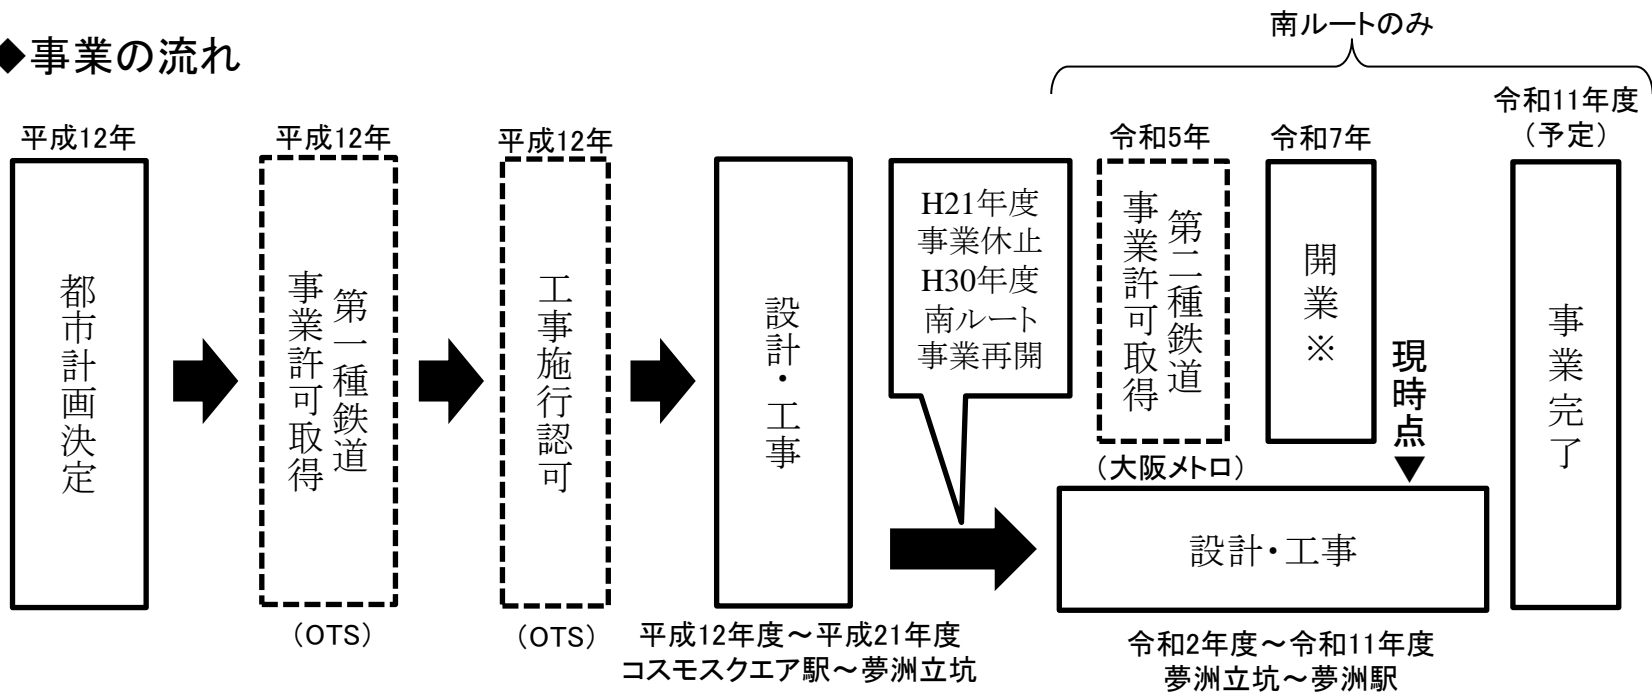 ◆事業の流れ
南ルートのみ
平成12年
都市計画決定
平成12年
第一種鉄道
事業許可取得
(OTS)
平成12年
工事施行認可
(OTS)
設計・工事
平成12年度～平成21年度
コスモスクエア駅～夢洲立坑
H21年度
事業休止
H30年度
南ルート
事業再開
令和5年
第二種鉄道
事業許可取得
(大阪メトロ)
令和7年
開業※
現時点
▼
設計・工事
令和2年度～令和11年度
夢洲立坑～夢洲駅
令和11年度
(予定)
事業完了